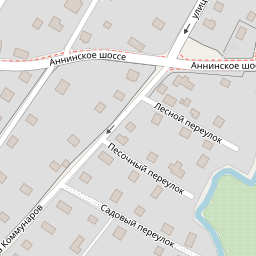 улиц
Аннинское шоссе
Аннинское шос
Лесной переулок
Песочный переулок
Садовый переулок
а Коммунаров